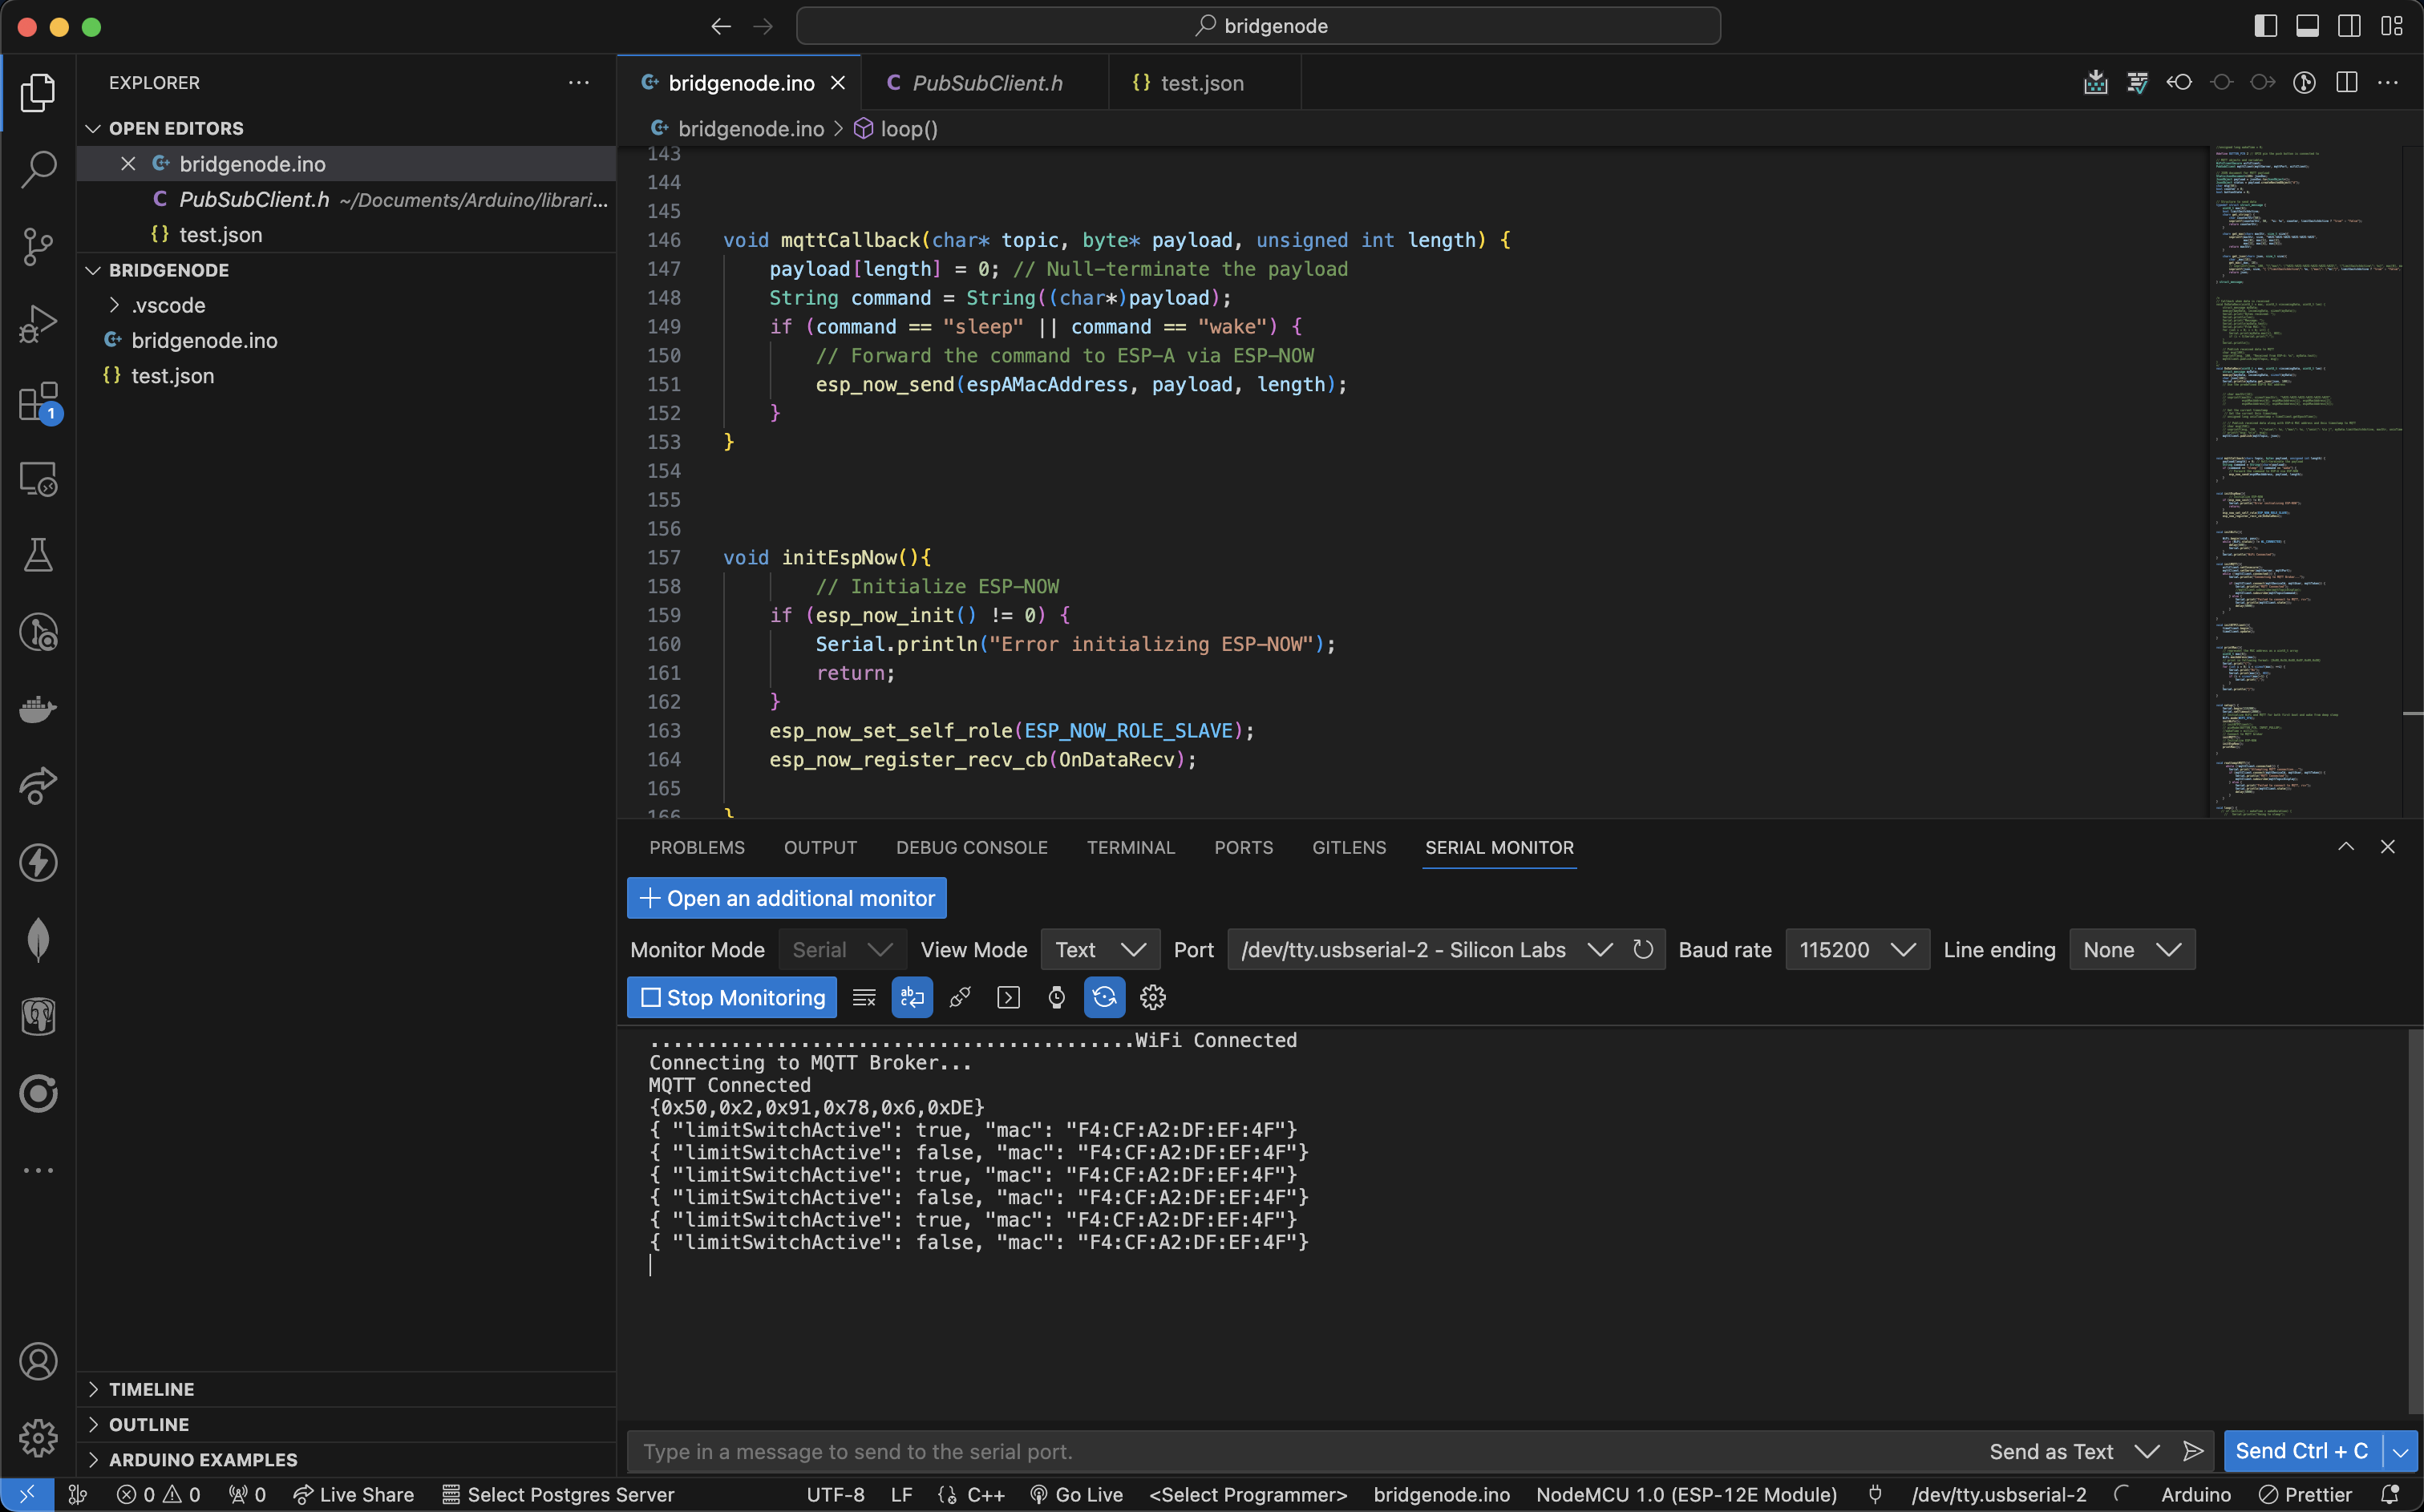 bridgenode
EXPLORER
OPEN EDITORS
bridgenode.ino
PubSubClient.h ~/Documents/Arduino/librari...
test.json
BRIDGENODE
.vscode
bridgenode.ino
test.json
TIMELINE
OUTLINE
ARDUINO EXAMPLES
1
bridgenode.ino
PubSubClient.h
test.json
bridgenode.ino > loop()
143
144
145
146 void mqttCallback(char* topic, byte* payload, unsigned int length) {
147 payload[length] = 0; // Null-terminate the payload
148 String command = String((char*)payload);
149 if (command == "sleep" || command == "wake") {
150 // Forward the command to ESP-A via ESP-NOW
151 esp_now_send(espAMacAddress, payload, length);
152 }
153 }
154
155
156
157 void initEspNow(){
158 // Initialize ESP-NOW
159 if (esp_now_init() != 0) {
160 Serial.println("Error initializing ESP-NOW");
161 return;
162 }
163 esp_now_set_self_role(ESP_NOW_ROLE_SLAVE);
164 esp_now_register_recv_cb(OnDataRecv);
165
166 }
PROBLEMS OUTPUT DEBUG CONSOLE TERMINAL PORTS GITLENS SERIAL MONITOR
Open an additional monitor
Monitor Mode Serial View Mode Text Port /dev/tty.usbserial-2 - Silicon Labs Baud rate 115200 Line ending None
Stop Monitoring
..........................................WiFi Connected
Connecting to MQTT Broker...
MQTT Connected
{0x50,0x2,0x91,0x78,0x6,0xDE}
{ "limitSwitchActive": true, "mac": "F4:CF:A2:DF:EF:4F"}
{ "limitSwitchActive": false, "mac": "F4:CF:A2:DF:EF:4F"}
{ "limitSwitchActive": true, "mac": "F4:CF:A2:DF:EF:4F"}
{ "limitSwitchActive": false, "mac": "F4:CF:A2:DF:EF:4F"}
{ "limitSwitchActive": true, "mac": "F4:CF:A2:DF:EF:4F"}
{ "limitSwitchActive": false, "mac": "F4:CF:A2:DF:EF:4F"}
Type in a message to send to the serial port. Send as Text Send Ctrl + C
0 0 0 Live Share Select Postgres Server UTF-8 LF C++ Go Live <Select Programmer> bridgenode.ino NodeMCU 1.0 (ESP-12E Module) /dev/tty.usbserial-2 Arduino Prettier